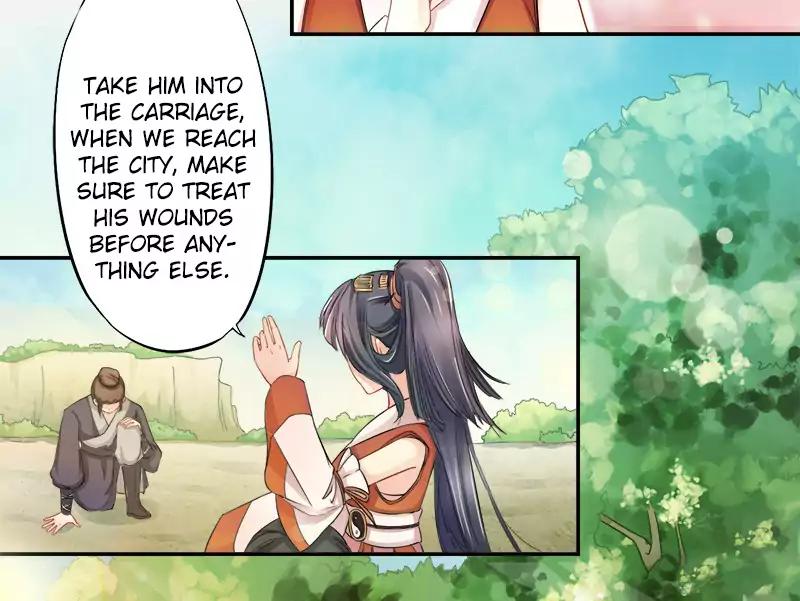 TAKE HIM INTO
THE CARRIAGE,
WHEN WE REACH
THE CITY, MAKE
SURE TO TREAT
HIS WOUNDS
BEFORE ANY-
THING ELSE.